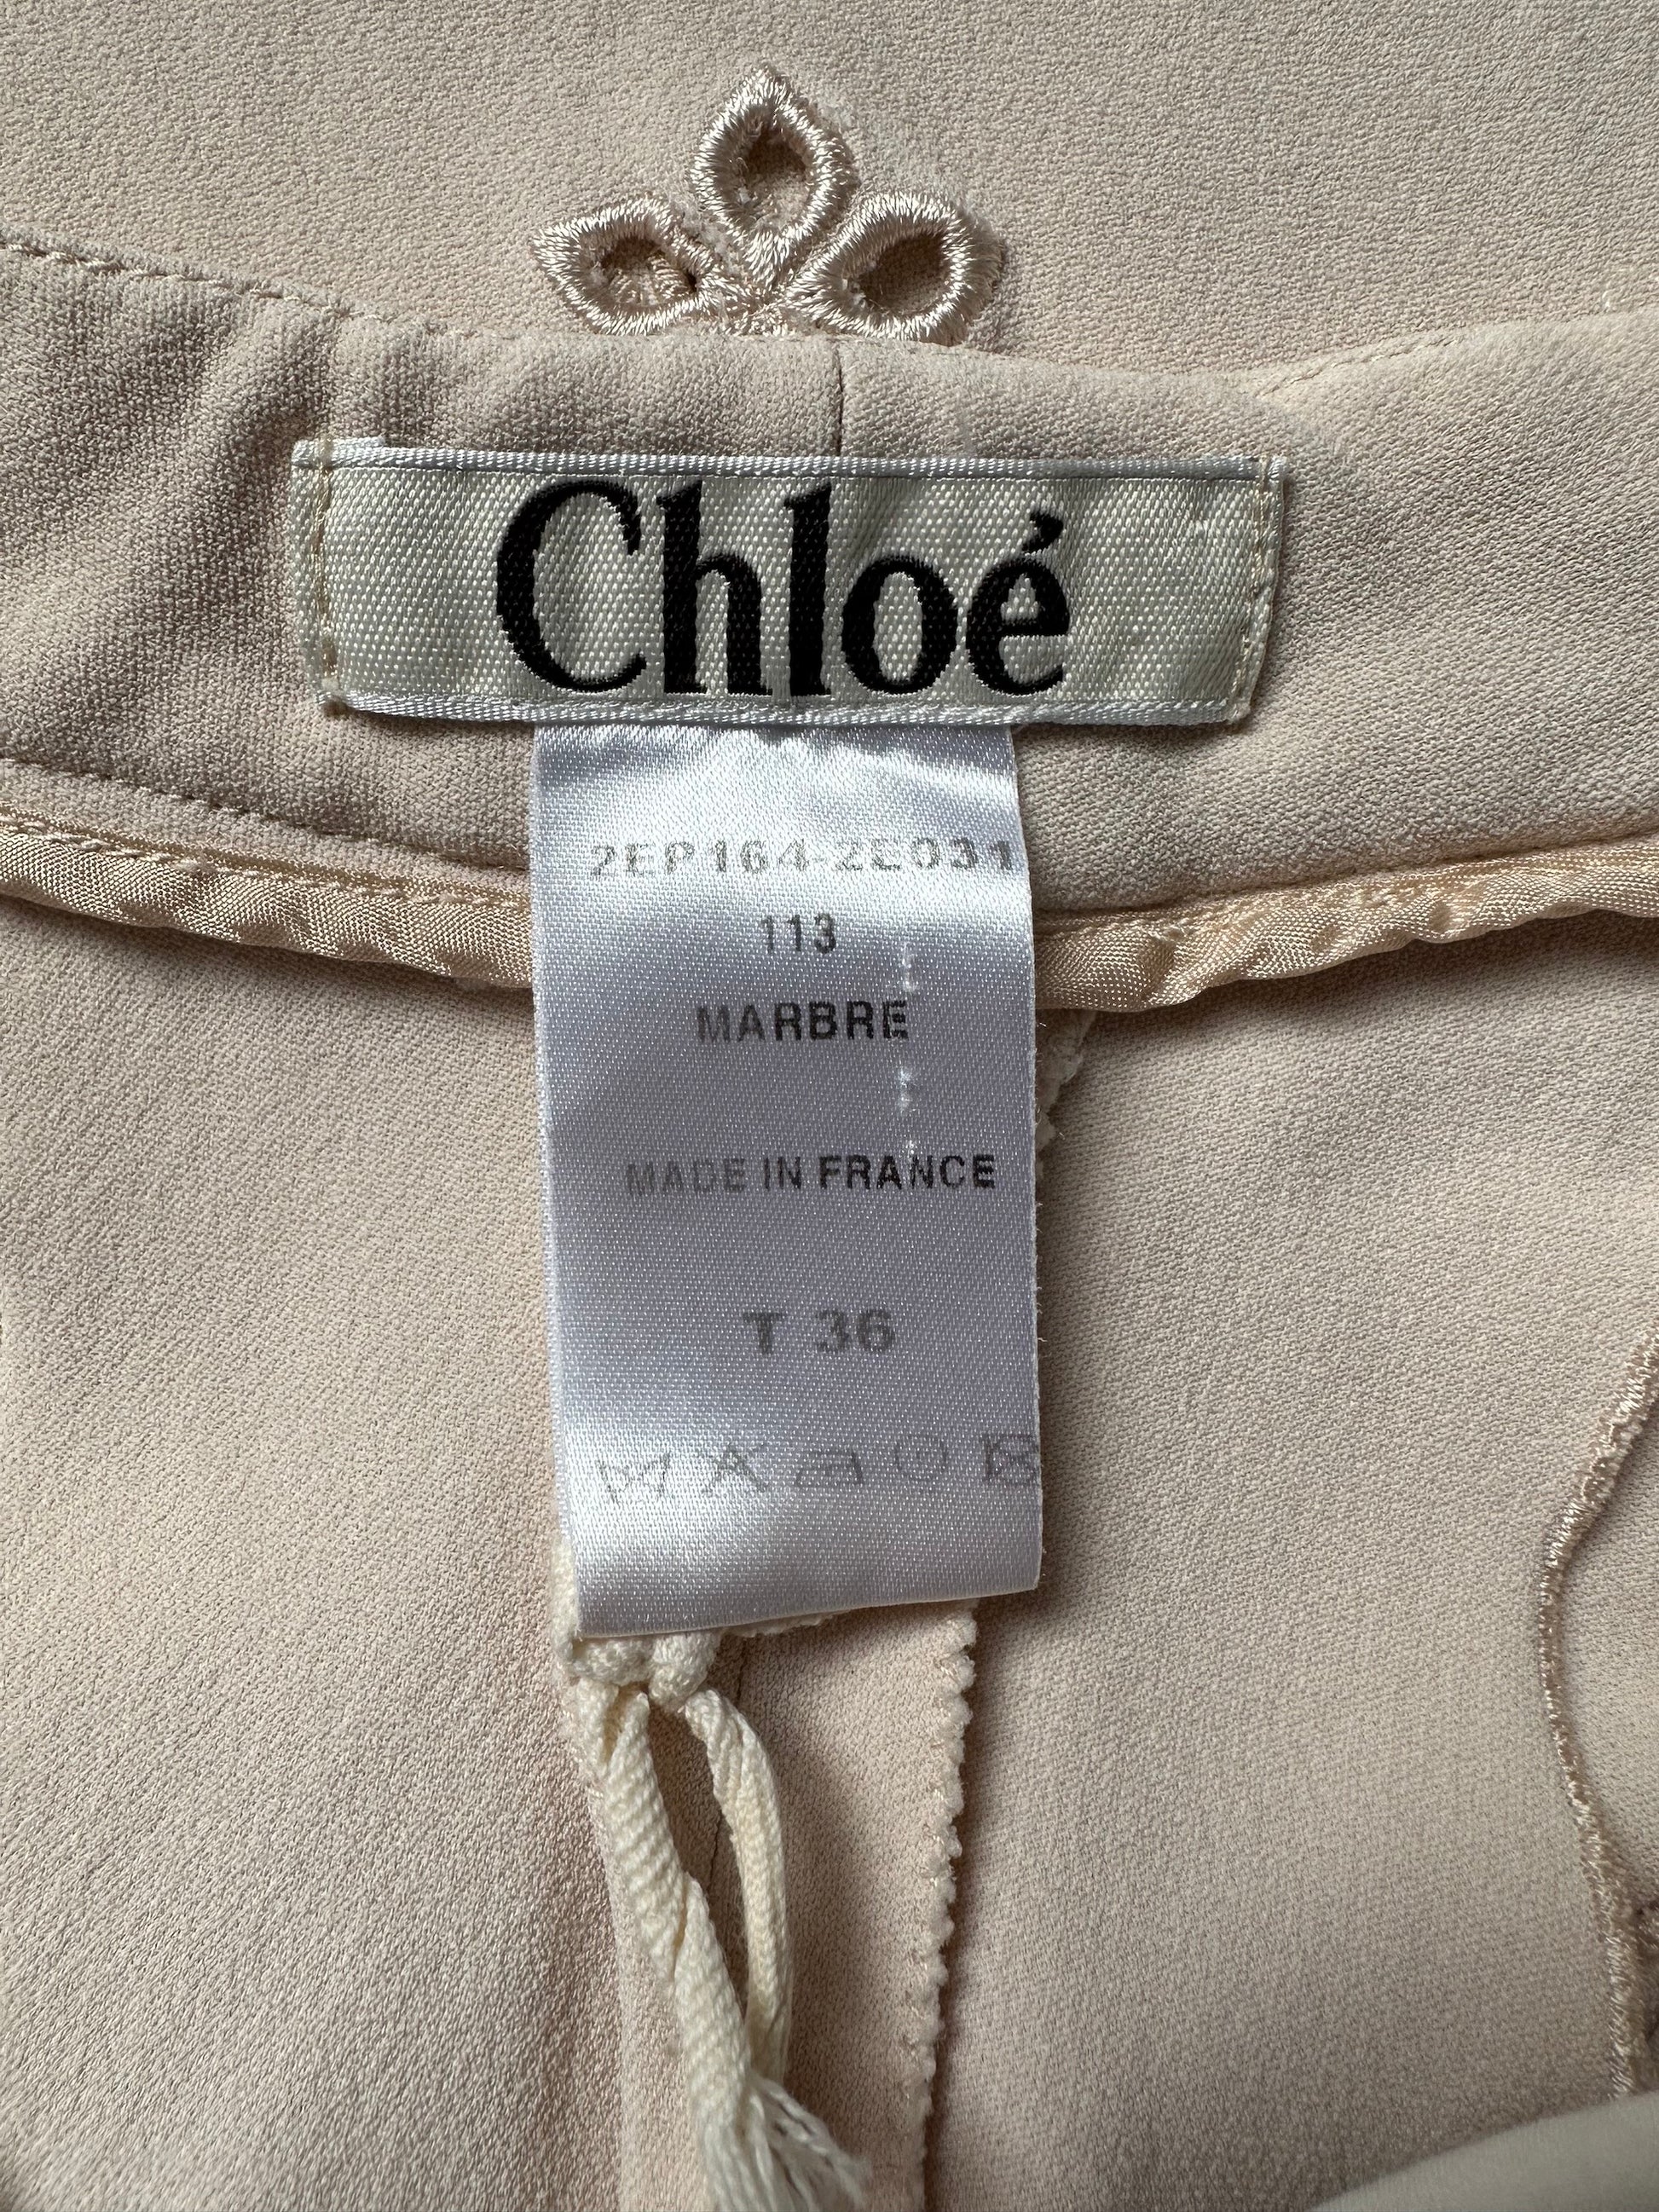 Chloé
2EP164-2E031
113
MARBRE
MADE IN FRANCE
T 36